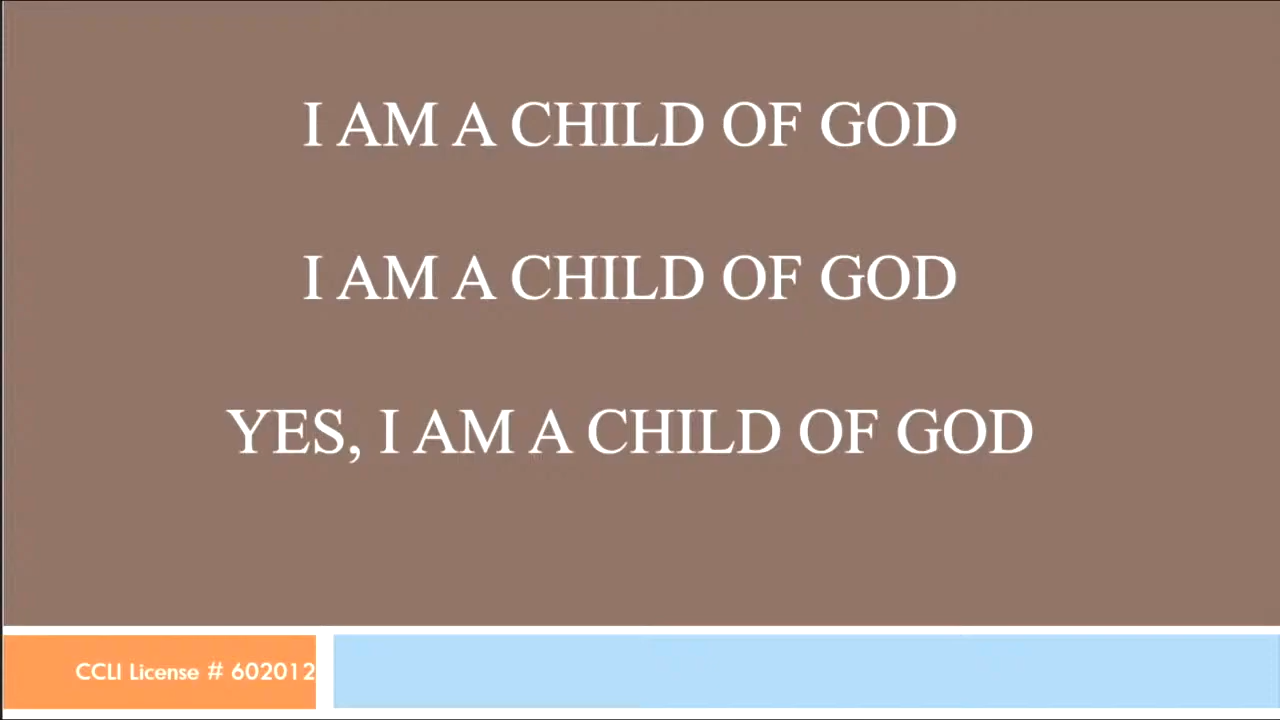 I AM A CHILD OF GOD
I AM A CHILD OF GOD
YES, I AM A CHILD OF GOD
CCLI License # 602012